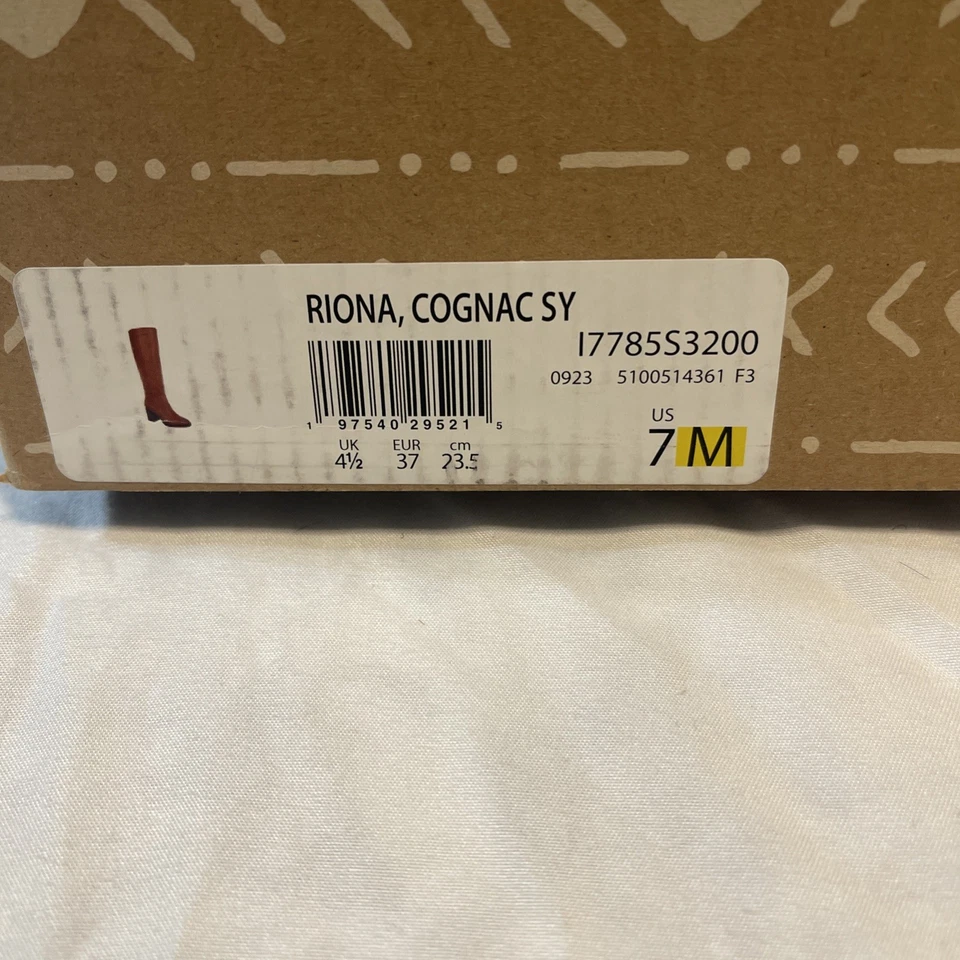 RIONA, COGNAC SY
I7785S3200
0923 5100514361 F3
1 97540 29521 5
UK EUR cm
4½ 37 23.5
US
7 M